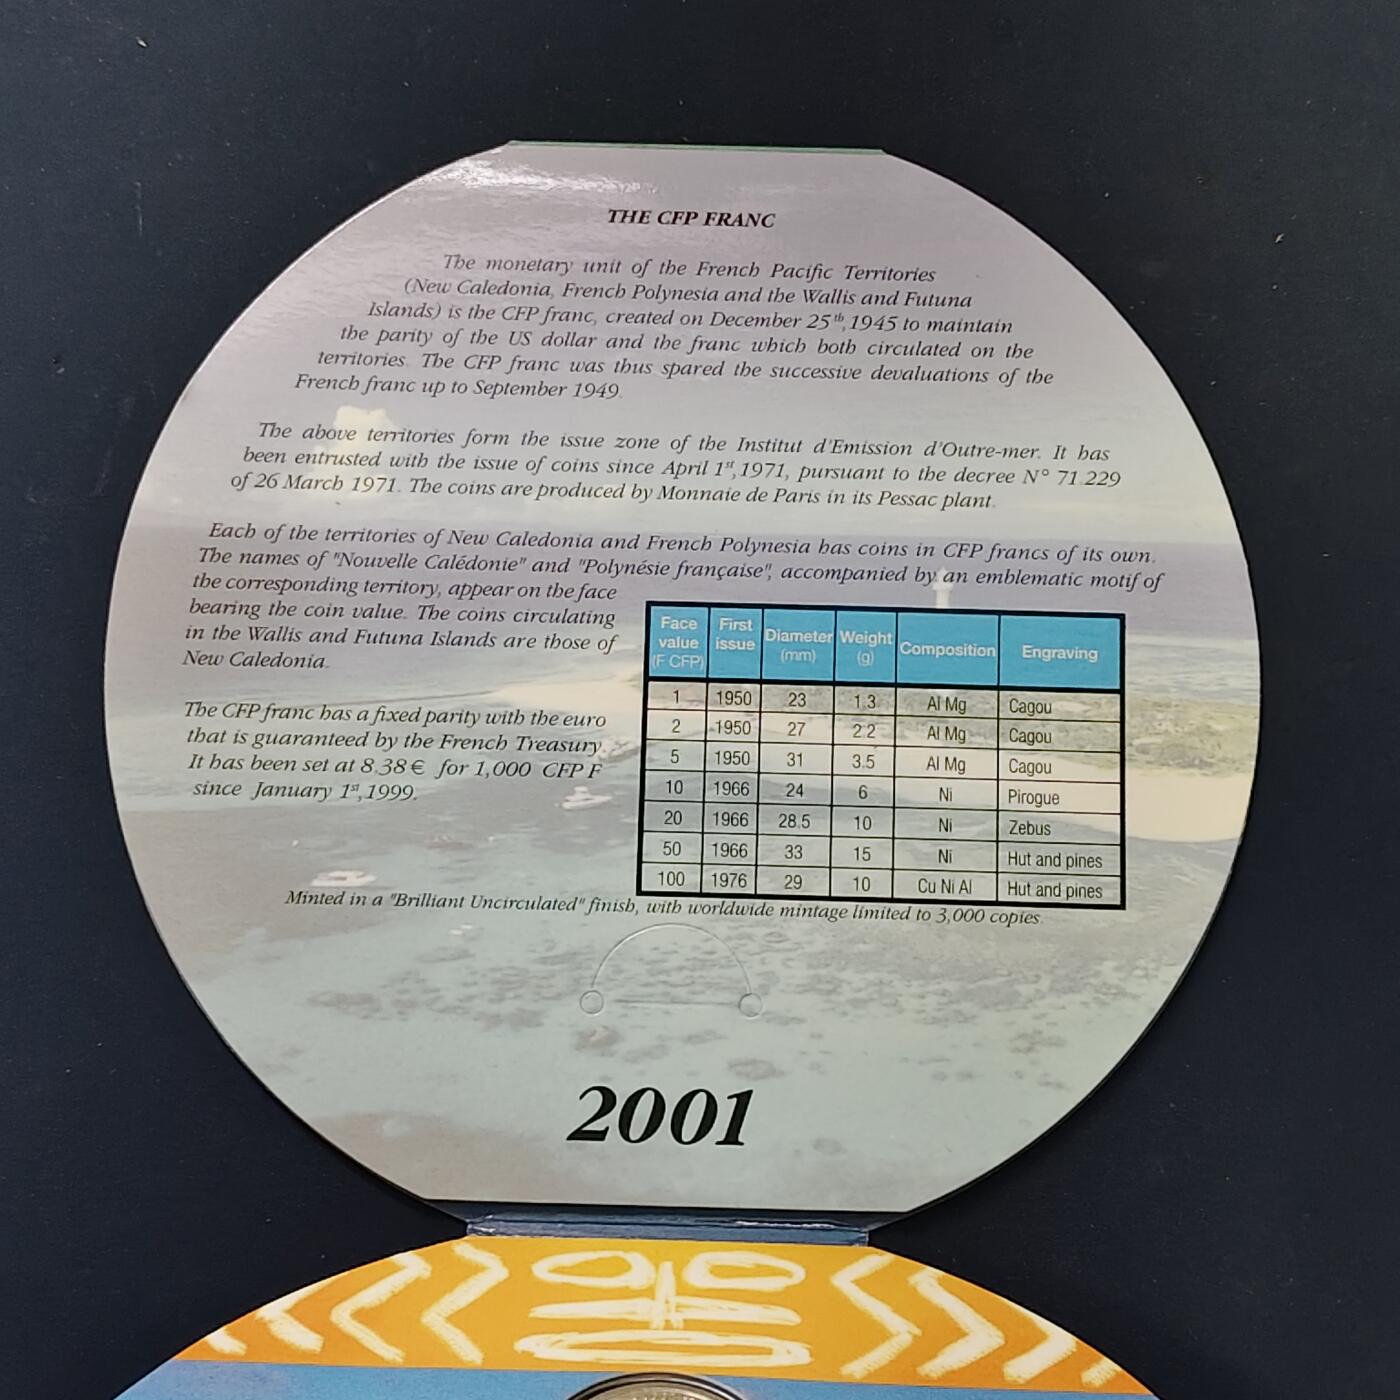 THE CFP FRANC
The monetary unit of the French Pacific Territories
(New Caledonia, French Polynesia and the Wallis and Futuna
Islands) is the CFP franc, created on December 25th, 1945 to maintain
the parity of the US dollar and the franc which both circulated on the
territories. The CFP franc was thus spared the successive devaluations of the
French franc up to September 1949.
The above territories form the issue zone of the Institut d'Emission d'Outre-mer. It has
been entrusted with the issue of coins since April 1st, 1971, pursuant to the decree N° 71.229
of 26 March 1971. The coins are produced by Monnaie de Paris in its Pessac plant.
Each of the territories of New Caledonia and French Polynesia has coins in CFP francs of its own.
The names of "Nouvelle Calédonie" and "Polynésie française", accompanied by an emblematic motif of
the corresponding territory, appear on the face
bearing the coin value. The coins circulating
in the Wallis and Futuna Islands are those of
New Caledonia.
The CFP franc has a fixed parity with the euro
that is guaranteed by the French Treasury.
It has been set at 8.38 € for 1,000 CFP F
since January 1st, 1999.
Face value (F CFP) First issue Diameter (mm) Weight (g) Composition Engraving
1 1950 23 1.3 Al Mg Cagou
2 1950 27 2.2 Al Mg Cagou
5 1950 31 3.5 Al Mg Cagou
10 1966 24 6 Ni Pirogue
20 1966 28.5 10 Ni Zebus
50 1966 33 15 Ni Hut and pines
100 1976 29 10 Cu Ni Al Hut and pines
Minted in a "Brilliant Uncirculated" finish, with worldwide mintage limited to 3,000 copies.
2001